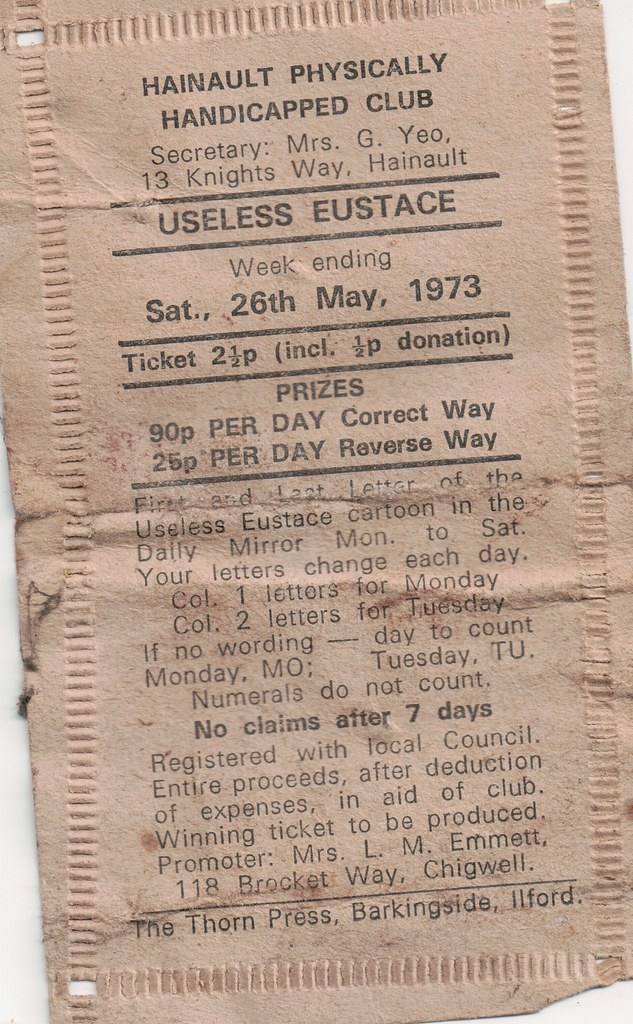 HAINAULT PHYSICALLY
HANDICAPPED CLUB
Secretary: Mrs. G. Yeo,
13 Knights Way, Hainault
USELESS EUSTACE
Week ending
Sat., 26th May, 1973
Ticket 2½p (incl. ½p donation)
PRIZES
90p PER DAY Correct Way
25p PER DAY Reverse Way
First and Last Letter of the
Useless Eustace cartoon in the
Daily Mirror Mon. to Sat.
Your letters change each day.
Col. 1 letters for Monday
Col. 2 letters for Tuesday
If no wording — day to count
Monday, MO; Tuesday, TU.
Numerals do not count.
No claims after 7 days
Registered with local Council.
Entire proceeds, after deduction
of expenses, in aid of club.
Winning ticket to be produced.
Promoter: Mrs. L. M. Emmett,
118 Brocket Way, Chigwell.
The Thorn Press, Barkingside, Ilford.